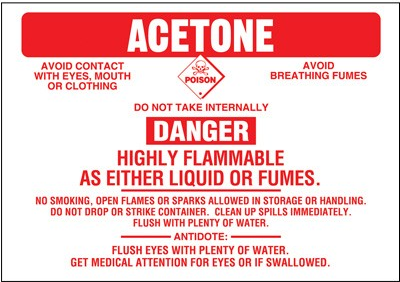 ACETONE
AVOID CONTACT
WITH EYES, MOUTH
OR CLOTHING
POISON
AVOID
BREATHING FUMES
DO NOT TAKE INTERNALLY
DANGER
HIGHLY FLAMMABLE
AS EITHER LIQUID OR FUMES.
NO SMOKING, OPEN FLAMES OR SPARKS ALLOWED IN STORAGE OR HANDLING.
DO NOT DROP OR STRIKE CONTAINER. CLEAN UP SPILLS IMMEDIATELY.
FLUSH WITH PLENTY OF WATER.
ANTIDOTE:
FLUSH EYES WITH PLENTY OF WATER.
GET MEDICAL ATTENTION FOR EYES OR IF SWALLOWED.